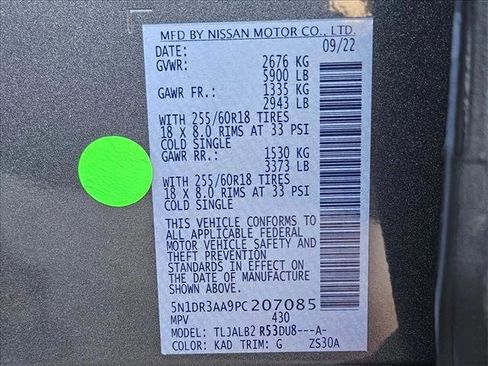 MFD BY NISSAN MOTOR CO., LTD.
DATE: 09/22
GVWR: 2676 KG
5900 LB
GAWR FR.: 1335 KG
2943 LB
WITH 255/60R18 TIRES
18 X 8.0 RIMS AT 33 PSI
COLD SINGLE
GAWR RR.: 1530 KG
3373 LB
WITH 255/60R18 TIRES
18 X 8.0 RIMS AT 33 PSI
COLD SINGLE
THIS VEHICLE CONFORMS TO
ALL APPLICABLE FEDERAL
MOTOR VEHICLE SAFETY AND
THEFT PREVENTION
STANDARDS IN EFFECT ON
THE DATE OF MANUFACTURE
SHOWN ABOVE.
5N1DR3AA9PC207085
MPV 430
MODEL: TLJALB2 R53DU8---A-
COLOR: KAD TRIM: G ZS30A